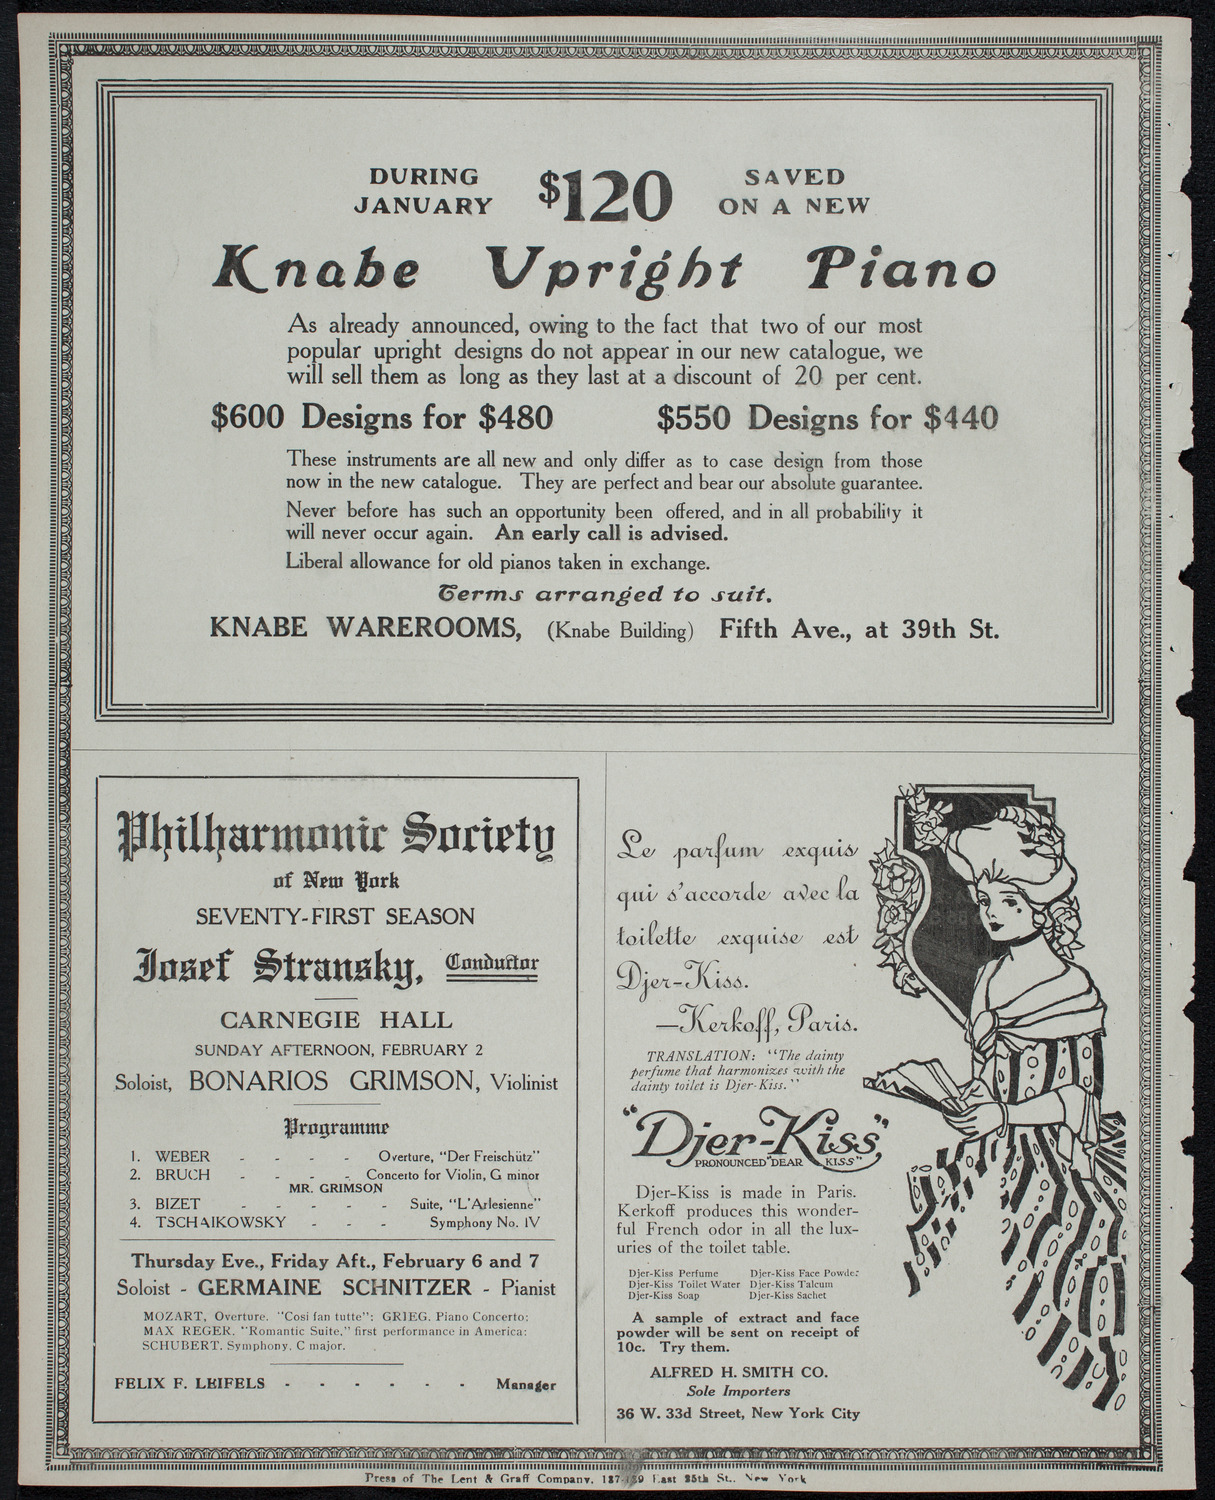 DURING JANUARY $120 SAVED ON A NEW
Knabe Upright Piano
As already announced, owing to the fact that two of our most
popular upright designs do not appear in our new catalogue, we
will sell them as long as they last at a discount of 20 per cent.
$600 Designs for $480 $550 Designs for $440
These instruments are all new and only differ as to case design from those
now in the new catalogue. They are perfect and bear our absolute guarantee.
Never before has such an opportunity been offered, and in all probability it
will never occur again. An early call is advised.
Liberal allowance for old pianos taken in exchange.
Terms arranged to suit.
KNABE WAREROOMS, (Knabe Building) Fifth Ave., at 39th St.
Philharmonic Society
of New York
SEVENTY-FIRST SEASON
Josef Stransky, Conductor
CARNEGIE HALL
SUNDAY AFTERNOON, FEBRUARY 2
Soloist, BONARIOS GRIMSON, Violinist
Programme
1. WEBER - - - - Overture, "Der Freischütz"
2. BRUCH - - - - Concerto for Violin, G minor
MR. GRIMSON
3. BIZET - - - - - Suite, "L'Arlesienne"
4. TSCHAIKOWSKY - - - Symphony No. IV
Thursday Eve., Friday Aft., February 6 and 7
Soloist - GERMAINE SCHNITZER - Pianist
MOZART, Overture, "Cosi fan tutte"; GRIEG, Piano Concerto;
MAX REGER, "Romantic Suite," first performance in America;
SCHUBERT, Symphony, C major.
FELIX F. LEIFELS - - - - - - Manager
Le parfum exquis
qui s'accorde avec la
toilette exquise est
Djer-Kiss.
—Kerkoff, Paris.
TRANSLATION: "The dainty
perfume that harmonizes with the
dainty toilet is Djer-Kiss."
"Djer-Kiss"
PRONOUNCED "DEAR KISS"
Djer-Kiss is made in Paris.
Kerkoff produces this wonder-
ful French odor in all the lux-
uries of the toilet table.
Djer-Kiss Perfume Djer-Kiss Face Powder
Djer-Kiss Toilet Water Djer-Kiss Talcum
Djer-Kiss Soap Djer-Kiss Sachet
A sample of extract and face
powder will be sent on receipt of
10c. Try them.
ALFRED H. SMITH CO.
Sole Importers
36 W. 33d Street, New York City
Press of The Lent & Graff Company, 137-139 East 25th St., New York